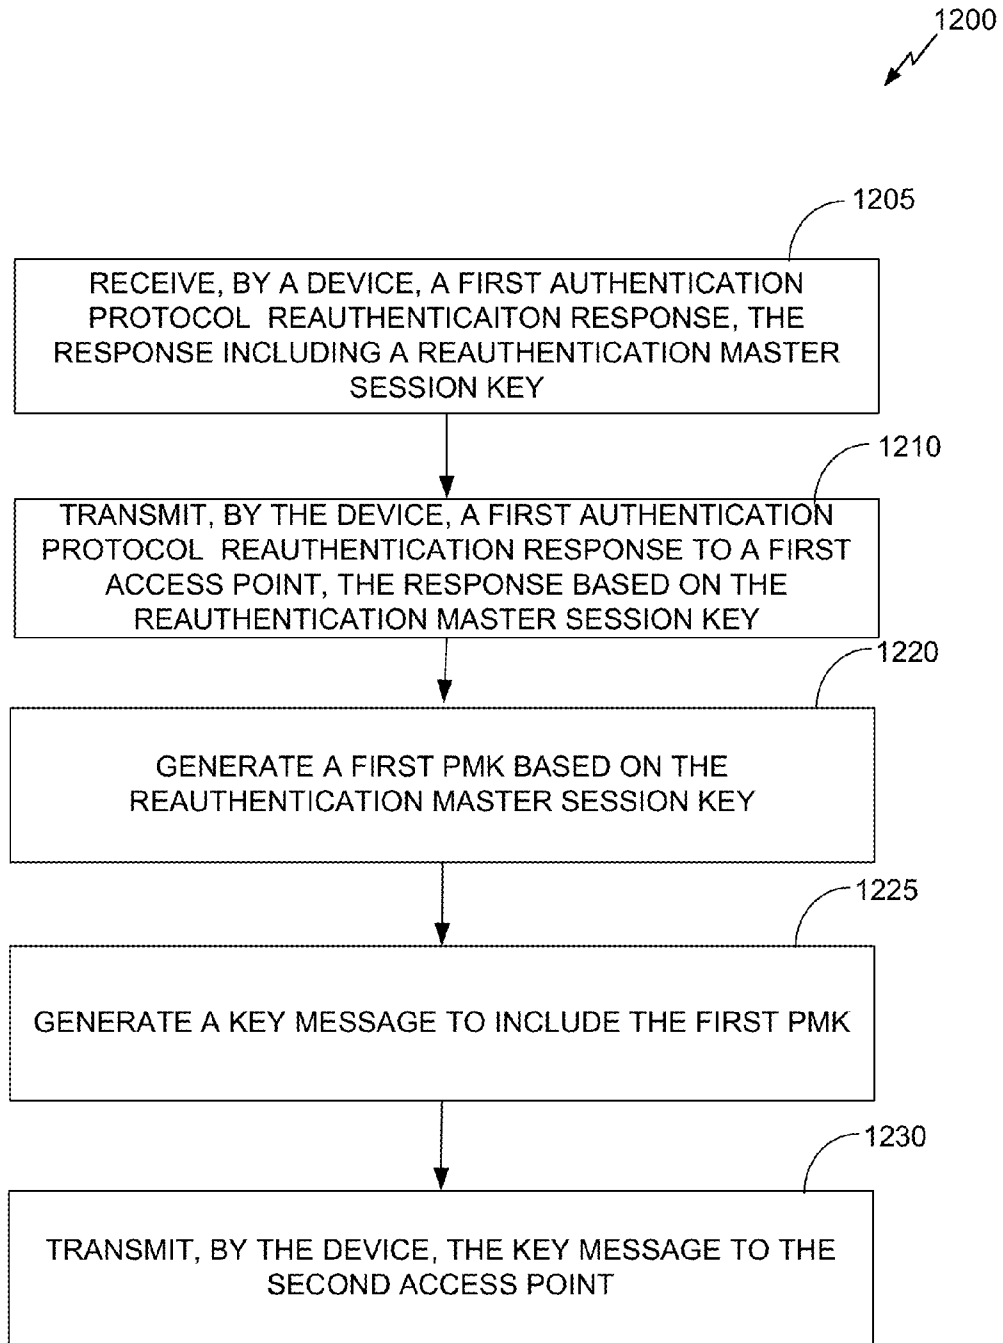 1200
1205
RECEIVE, BY A DEVICE, A FIRST AUTHENTICATION
PROTOCOL REAUTHENTICAITON RESPONSE, THE
RESPONSE INCLUDING A REAUTHENTICATION MASTER
SESSION KEY
1210
TRANSMIT, BY THE DEVICE, A FIRST AUTHENTICATION
PROTOCOL REAUTHENTICATION RESPONSE TO A FIRST
ACCESS POINT, THE RESPONSE BASED ON THE
REAUTHENTICATION MASTER SESSION KEY
1220
GENERATE A FIRST PMK BASED ON THE
REAUTHENTICATION MASTER SESSION KEY
1225
GENERATE A KEY MESSAGE TO INCLUDE THE FIRST PMK
1230
TRANSMIT, BY THE DEVICE, THE KEY MESSAGE TO THE
SECOND ACCESS POINT